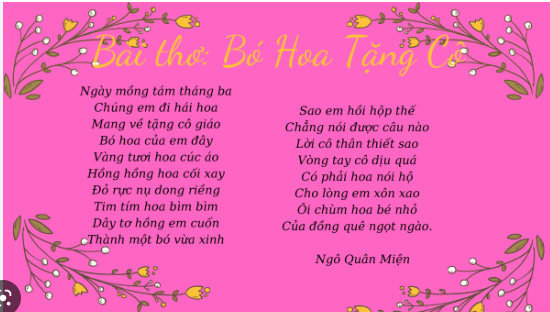 Bài thơ: Bó Hoa Tặng Cô
Ngày mồng tám tháng ba
Chúng em đi hái hoa
Mang về tặng cô giáo
Bó hoa của em đây
Vàng tươi hoa cúc áo
Hồng hồng hoa cối xay
Đỏ rực nụ dong riềng
Tim tím hoa bìm bìm
Dây tơ hồng em cuốn
Thành một bó vừa xinh
Sao em hồi hộp thế
Chẳng nói được câu nào
Lời cô thân thiết sao
Vòng tay cô dịu quá
Có phải hoa nói hộ
Cho lòng em xôn xao
Ôi chùm hoa bé nhỏ
Của đồng quê ngọt ngào.
Ngô Quân Miện